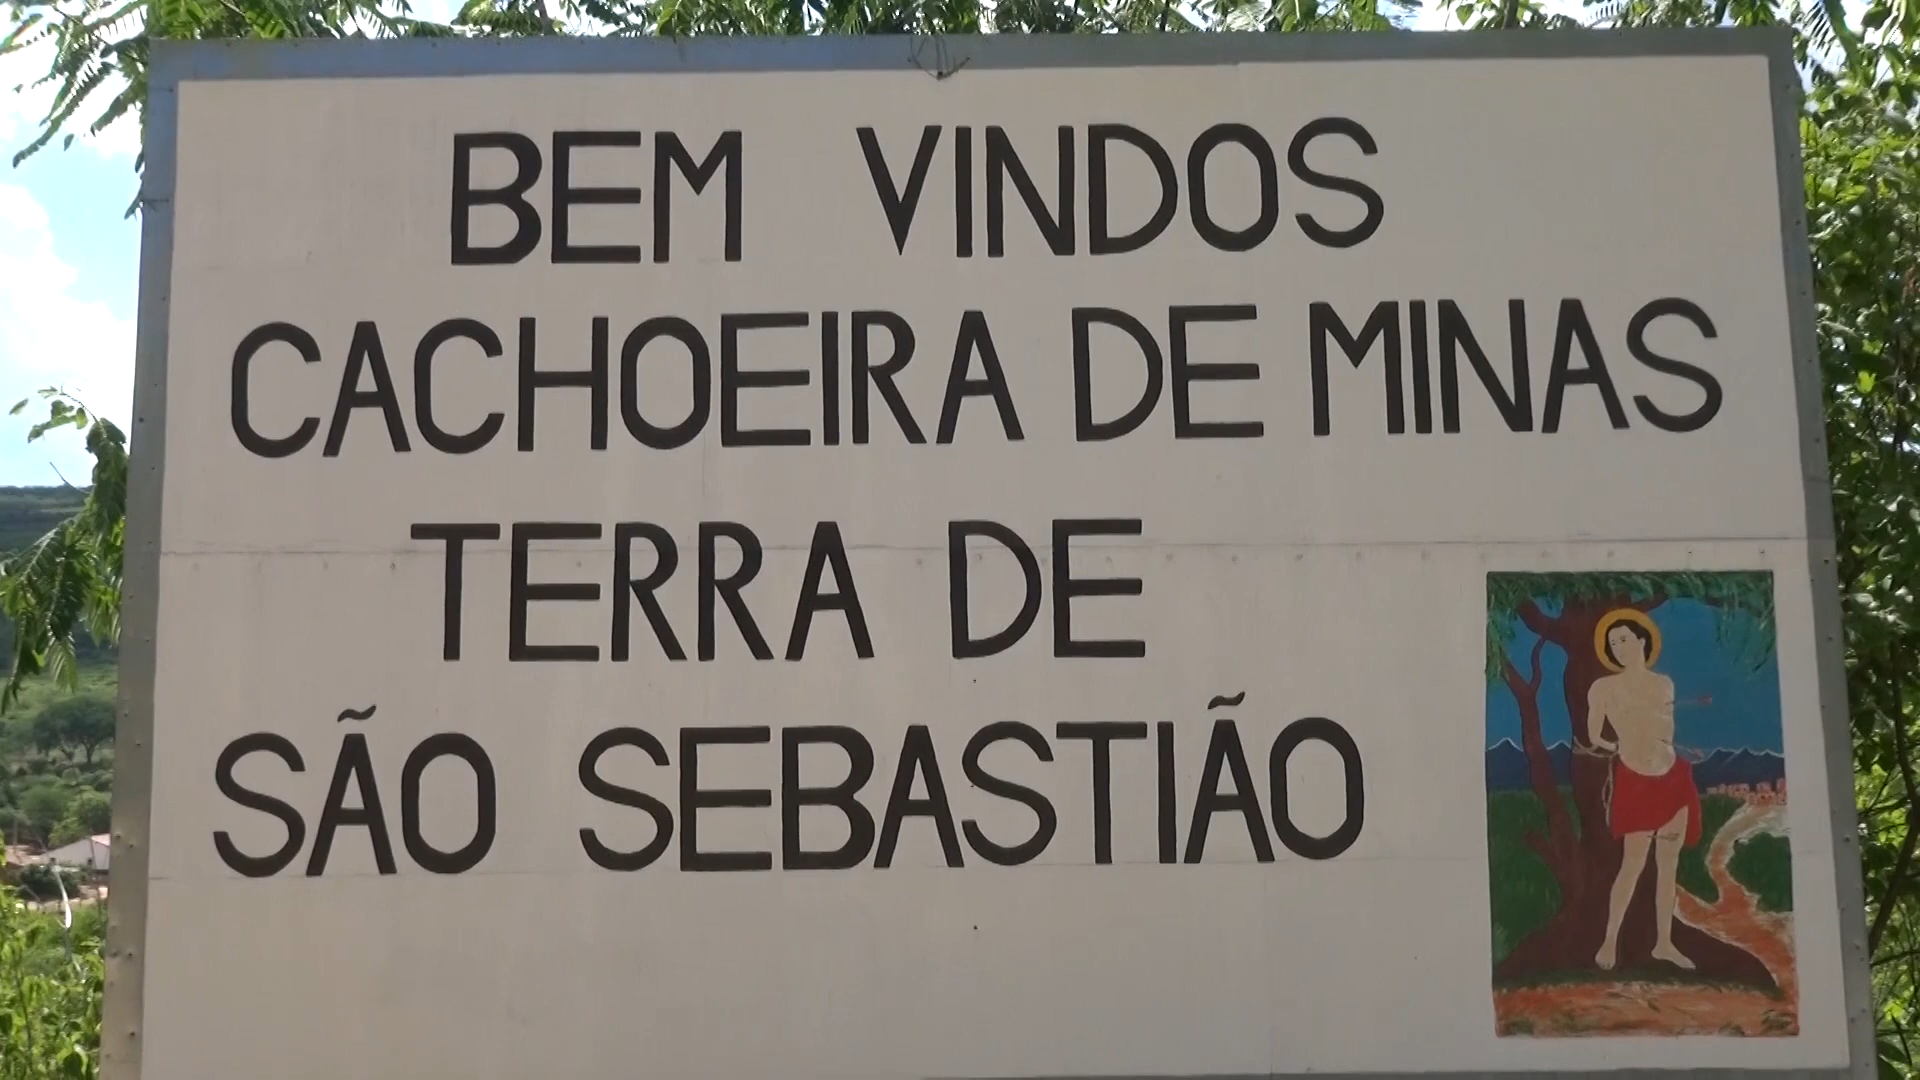 BEM VINDOS
CACHOEIRA DE MINAS
TERRA DE
SÃO SEBASTIÃO